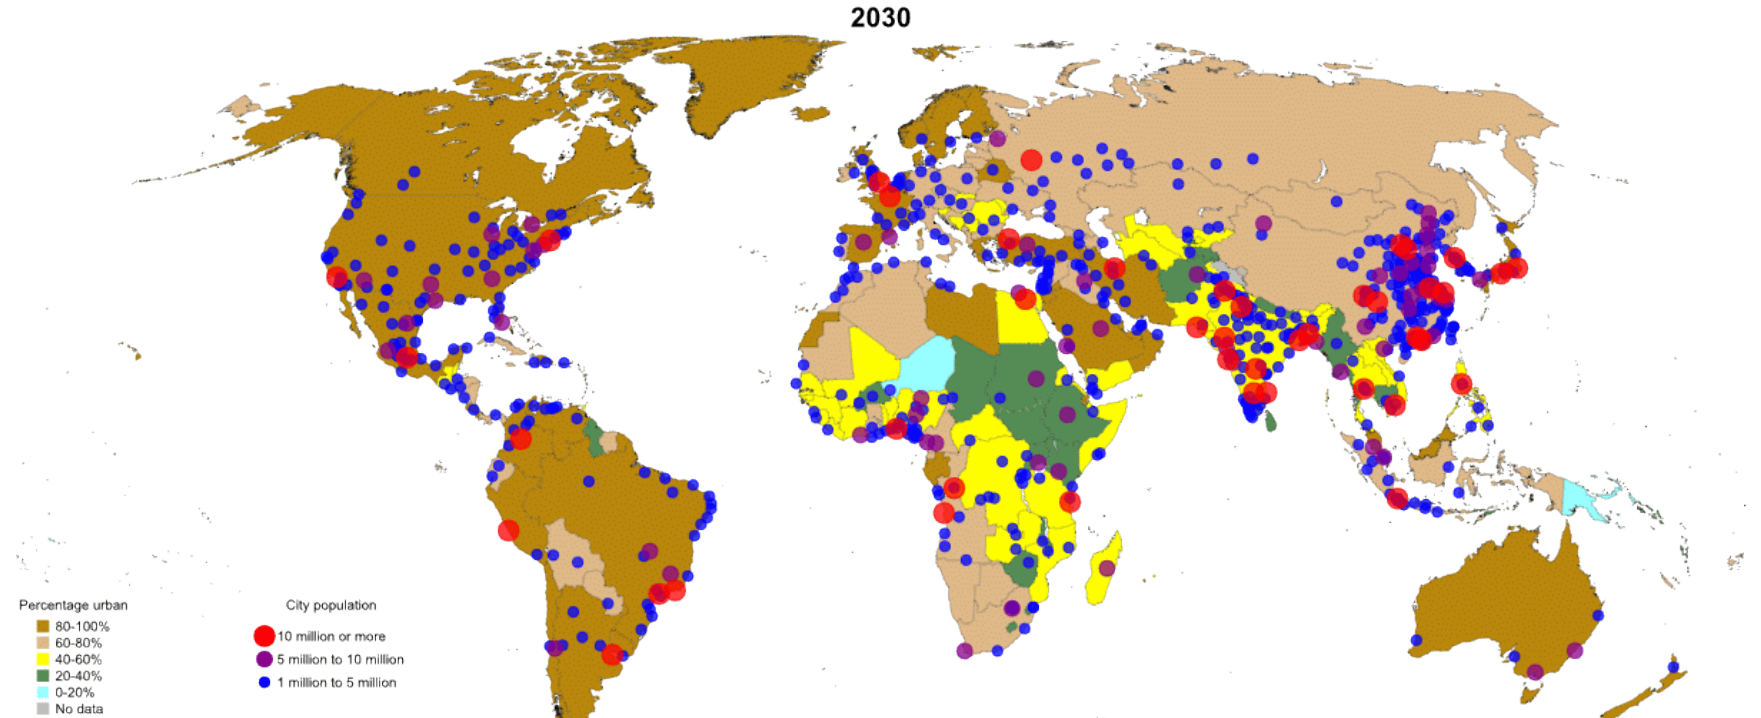 2030
Percentage urban
80-100%
60-80%
40-60%
20-40%
0-20%
No data
City population
10 million or more
5 million to 10 million
1 million to 5 million